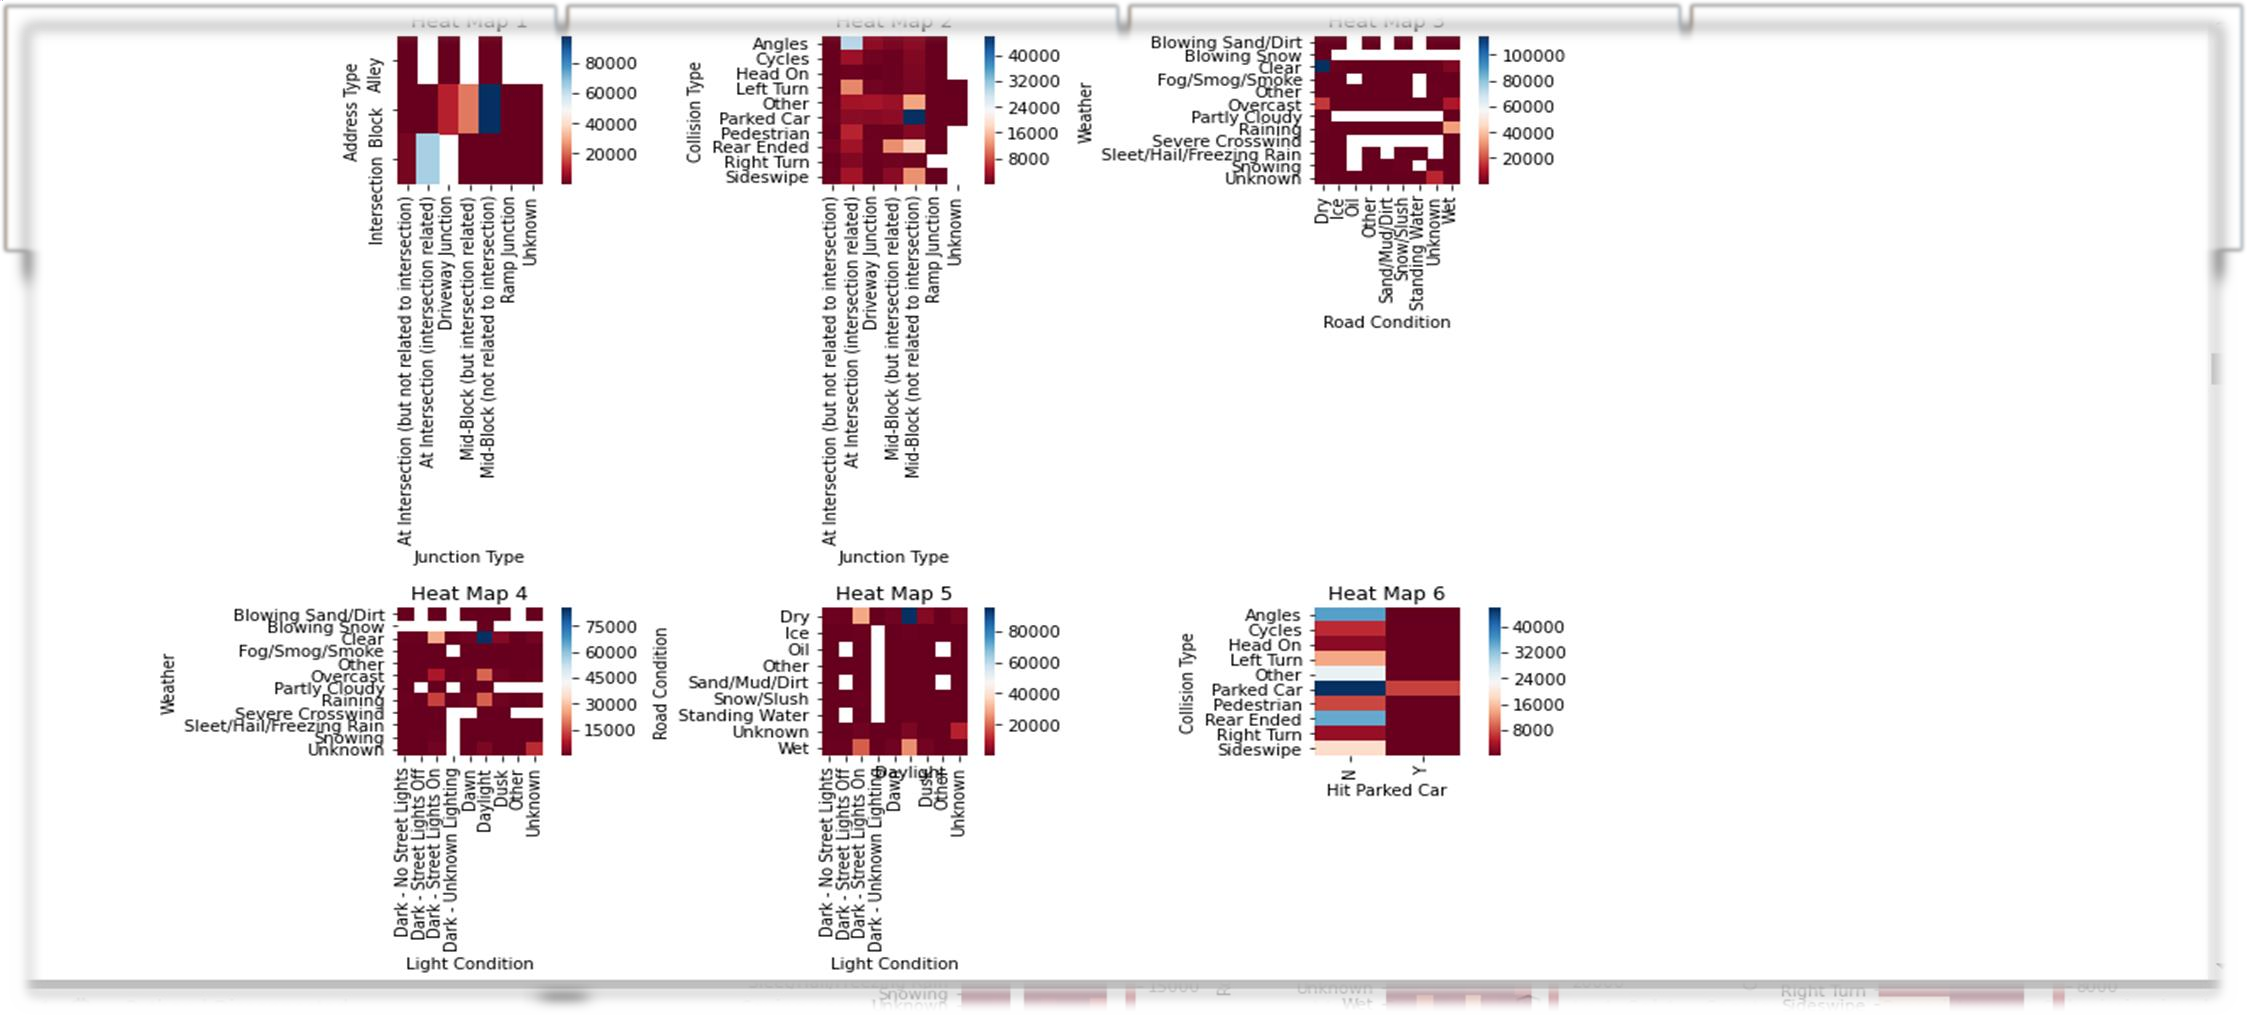 Heat Map 1
Address Type
Alley
Block
Intersection
80000
60000
40000
20000
At Intersection (but not related to intersection)
At Intersection (intersection related)
Driveway Junction
Mid-Block (but intersection related)
Mid-Block (not related to intersection)
Ramp Junction
Unknown
Junction Type
Heat Map 2
Collision Type
Angles
Cycles
Head On
Left Turn
Other
Parked Car
Pedestrian
Rear Ended
Right Turn
Sideswipe
40000
32000
24000
16000
8000
At Intersection (but not related to intersection)
At Intersection (intersection related)
Driveway Junction
Mid-Block (but intersection related)
Mid-Block (not related to intersection)
Ramp Junction
Unknown
Junction Type
Heat Map 3
Weather
Blowing Sand/Dirt
Blowing Snow
Clear
Fog/Smog/Smoke
Other
Overcast
Partly Cloudy
Raining
Severe Crosswind
Sleet/Hail/Freezing Rain
Snowing
Unknown
100000
80000
60000
40000
20000
Dry
Ice
Oil
Other
Sand/Mud/Dirt
Snow/Slush
Standing Water
Unknown
Wet
Road Condition
Heat Map 4
Weather
Blowing Sand/Dirt
Blowing Snow
Clear
Fog/Smog/Smoke
Other
Overcast
Partly Cloudy
Raining
Severe Crosswind
Sleet/Hail/Freezing Rain
Snowing
Unknown
75000
60000
45000
30000
15000
Dark - No Street Lights
Dark - Street Lights Off
Dark - Street Lights On
Dark - Unknown Lighting
Dawn
Daylight
Dusk
Other
Unknown
Light Condition
Heat Map 5
Road Condition
Dry
Ice
Oil
Other
Sand/Mud/Dirt
Snow/Slush
Standing Water
Unknown
Wet
80000
60000
40000
20000
Dark - No Street Lights
Dark - Street Lights Off
Dark - Street Lights On
Dark - Unknown Lighting
Dawn
Daylight
Dusk
Other
Unknown
Light Condition
Heat Map 6
Collision Type
Angles
Cycles
Head On
Left Turn
Other
Parked Car
Pedestrian
Rear Ended
Right Turn
Sideswipe
40000
32000
24000
16000
8000
N
Y
Hit Parked Car
Snowing
Unknown
15000
Unknown
Wet
Right Turn
Sideswipe
8000